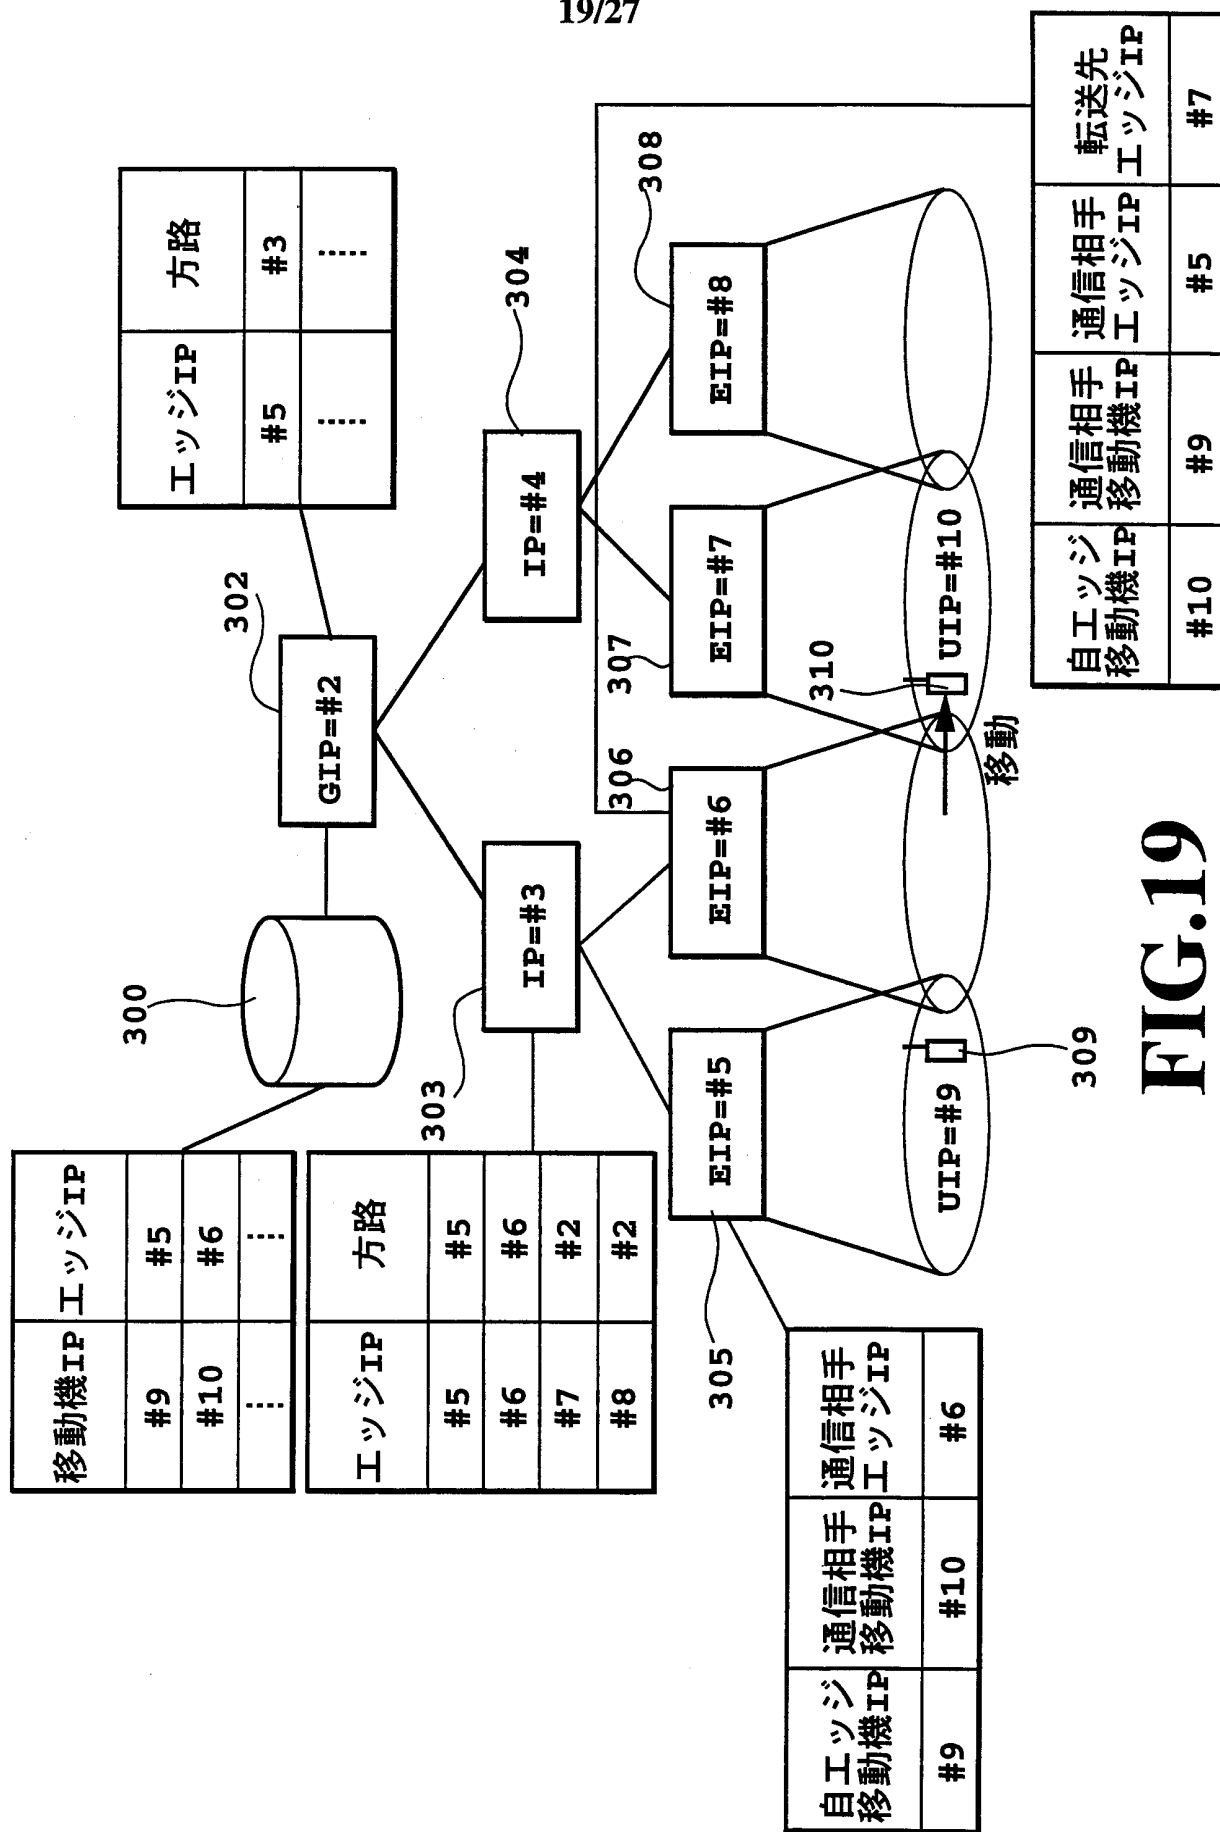 19/27
移動機IP エッジIP
#9 #5
#10 #6
エッジIP 方路
#5 #5
#6 #6
#7 #2
#8 #2
300
302
GIP=#2
エッジIP 方路
#5 #3
303
IP=#3
304
IP=#4
305
EIP=#5
306
EIP=#6
307
EIP=#7
308
EIP=#8
UIP=#9
309
移動
310
UIP=#10
自エッジ
移動機IP
通信相手
移動機IP
通信相手
エッジIP
#9 #10 #6
自エッジ
移動機IP
通信相手
移動機IP
通信相手
エッジIP
転送先
エッジIP
#10 #9 #5 #7
FIG.19